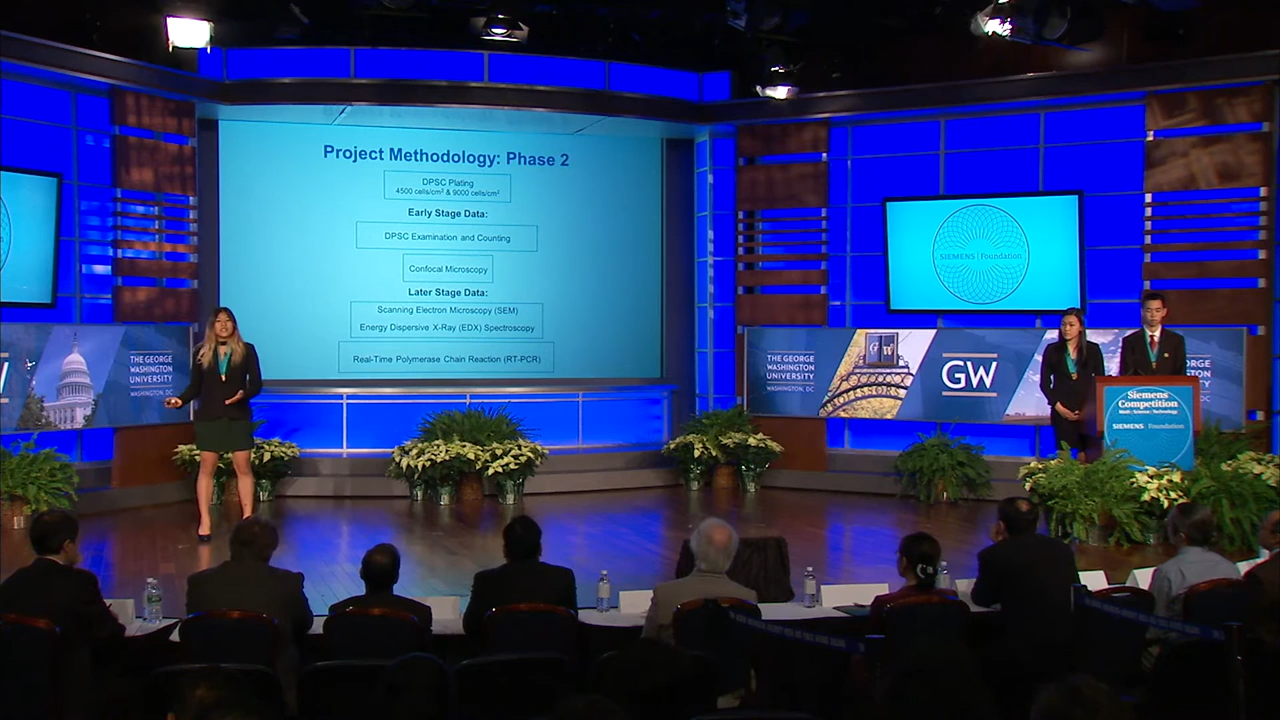 Project Methodology: Phase 2
DPSC Plating
4500 cells/cm² & 9000 cells/cm²
Early Stage Data:
DPSC Examination and Counting
Confocal Microscopy
Later Stage Data:
Scanning Electron Microscopy (SEM)
Energy Dispersive X-Ray (EDX) Spectroscopy
Real-Time Polymerase Chain Reaction (RT-PCR)
SIEMENS | Foundation
THE GEORGE
WASHINGTON
UNIVERSITY
WASHINGTON, DC
THE GEORGE
WASHINGTON
UNIVERSITY
WASHINGTON, DC
GW
PROFESSORS
GW
Siemens
Competition
Math : Science : Technology
SIEMENS | Foundation